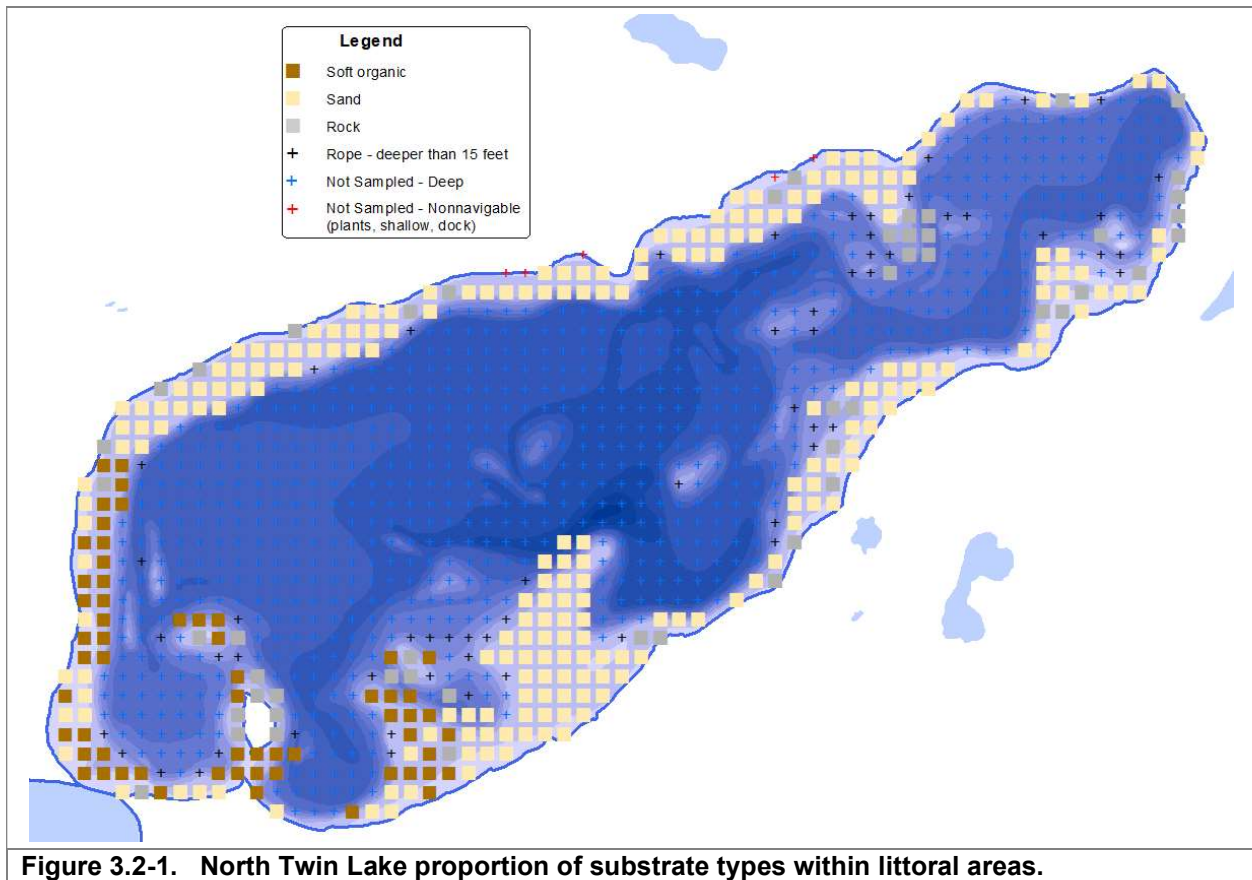 Legend
Soft organic
Sand
Rock
Rope - deeper than 15 feet
Not Sampled - Deep
Not Sampled - Nonnavigable
(plants, shallow, dock)
Figure 3.2-1. North Twin Lake proportion of substrate types within littoral areas.